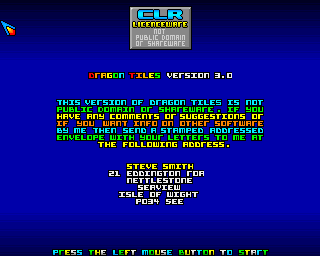 CLR
LICENCEWARE
NOT
PUBLIC DOMAIN
OR SHAREWARE
DRAGON TILES VERSION 3.0
THIS VERSION OF DRAGON TILES IS NOT
PUBLIC DOMAIN OR SHAREWARE. IF YOU
HAVE ANY COMMENTS OR SUGGESTIONS OR
IF YOU WANT INFO ON OTHER SOFTWARE
BY ME THEN SEND A STAMPED ADDRESSED
ENVELOPE WITH YOUR LETTERS TO ME AT
THE FOLLOWING ADDRESS.
STEVE SMITH
21 EDDINGTON ROAD
NETTLESTONE
SEAVIEW
ISLE OF WIGHT
PO34 5EE
PRESS THE LEFT MOUSE BUTTON TO START